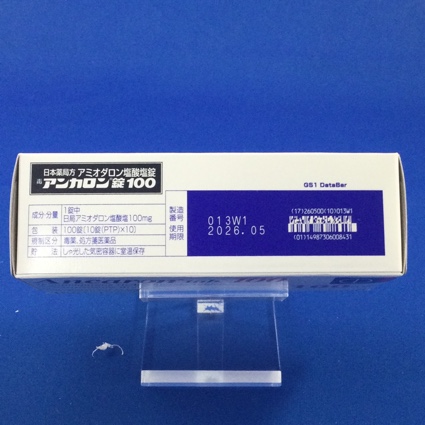 日本薬局方 アミオダロン塩酸塩錠
アンカロン錠100
成分・分量
1錠中
日局アミオダロン塩酸塩100mg
包 装 100錠[10錠(PTP)×10]
規制区分 毒薬、処方箋医薬品
貯 法 しゃ光した気密容器に室温保存
製造番号 013W1
使用期限 2026.05
GS1 DataBar
(17)260500(10)013W1
(01)14987306008431